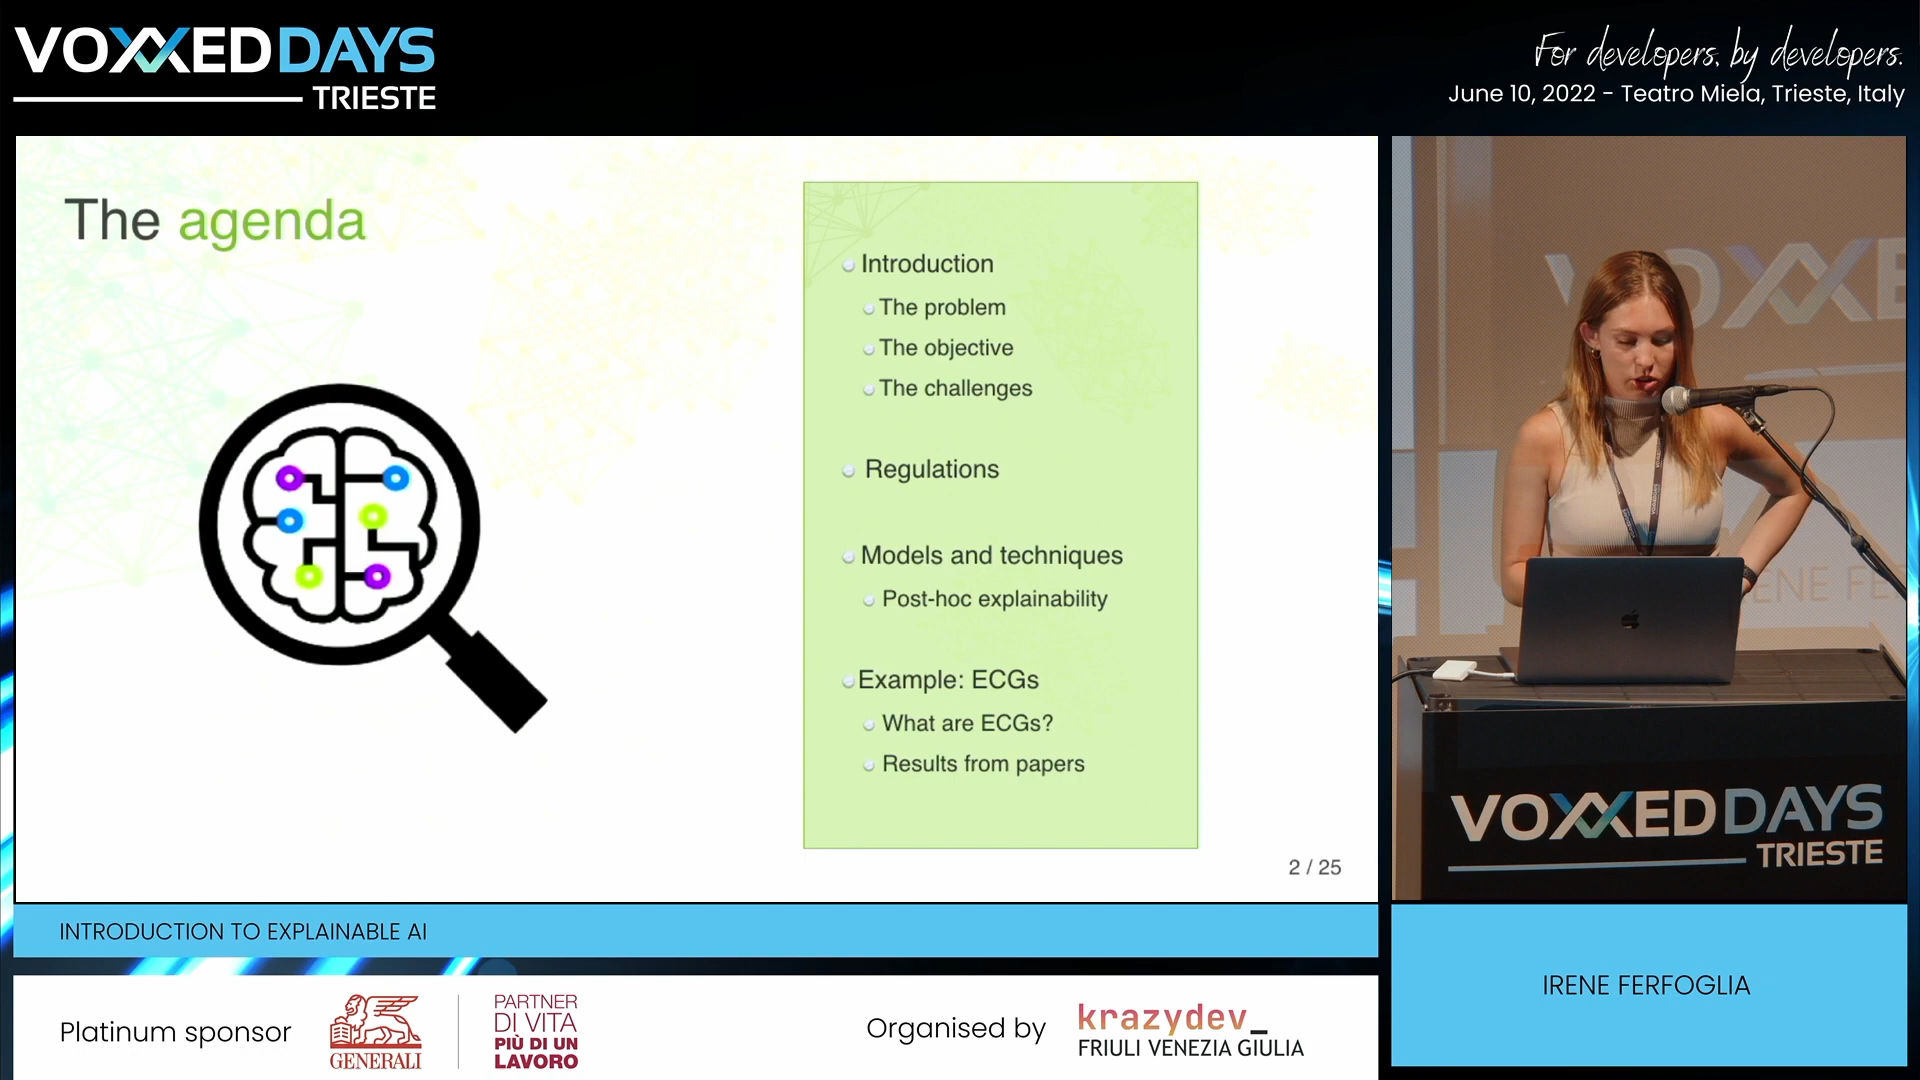 VOXXEDDAYS
TRIESTE
For developers, by developers.
June 10, 2022 - Teatro Miela, Trieste, Italy
The agenda
Introduction
The problem
The objective
The challenges
Regulations
Models and techniques
Post-hoc explainability
Example: ECGs
What are ECGs?
Results from papers
2 / 25
VOXXE
ENE FER
VOXXEDDAYS
TRIESTE
INTRODUCTION TO EXPLAINABLE AI
IRENE FERFOGLIA
Platinum sponsor
GENERALI
PARTNER
DI VITA
PIÙ DI UN
LAVORO
Organised by
krazydev_
FRIULI VENEZIA GIULIA